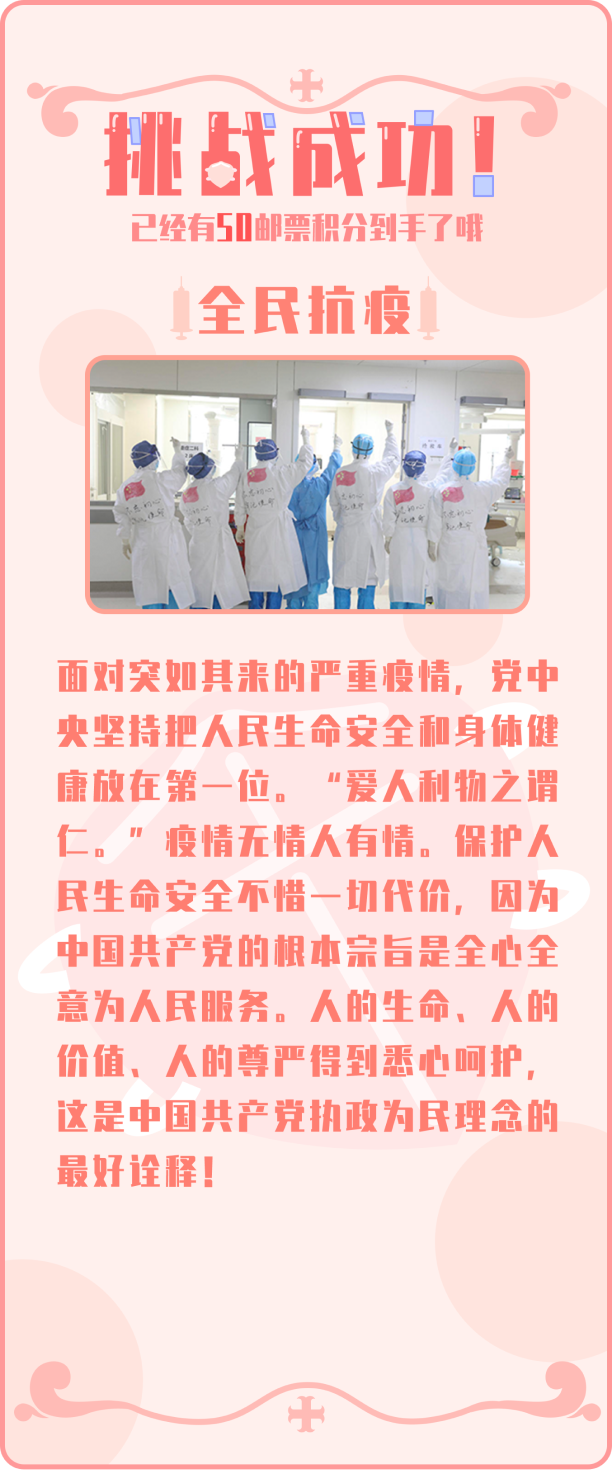 挑战成功!
已经有50邮票积分到手了哦
全民抗疫
面对突如其来的严重疫情，党中
央坚持把人民生命安全和身体健
康放在第一位。“爱人利物之谓
仁。”疫情无情人有情。保护人
民生命安全不惜一切代价，因为
中国共产党的根本宗旨是全心全
意为人民服务。人的生命、人的
价值、人的尊严得到悉心呵护，
这是中国共产党执政为民理念的
最好诠释！